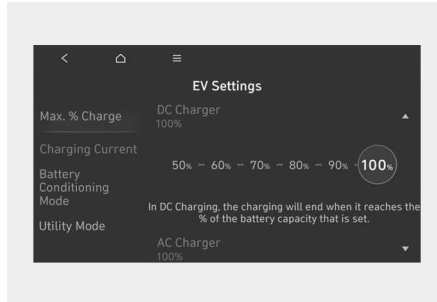 EV Settings
Max. % Charge
Charging Current
Battery
Conditioning
Mode
Utility Mode
DC Charger
100%
50% – 60% – 70% – 80% – 90% – 100%
In DC Charging, the charging will end when it reaches the
% of the battery capacity that is set.
AC Charger
100%